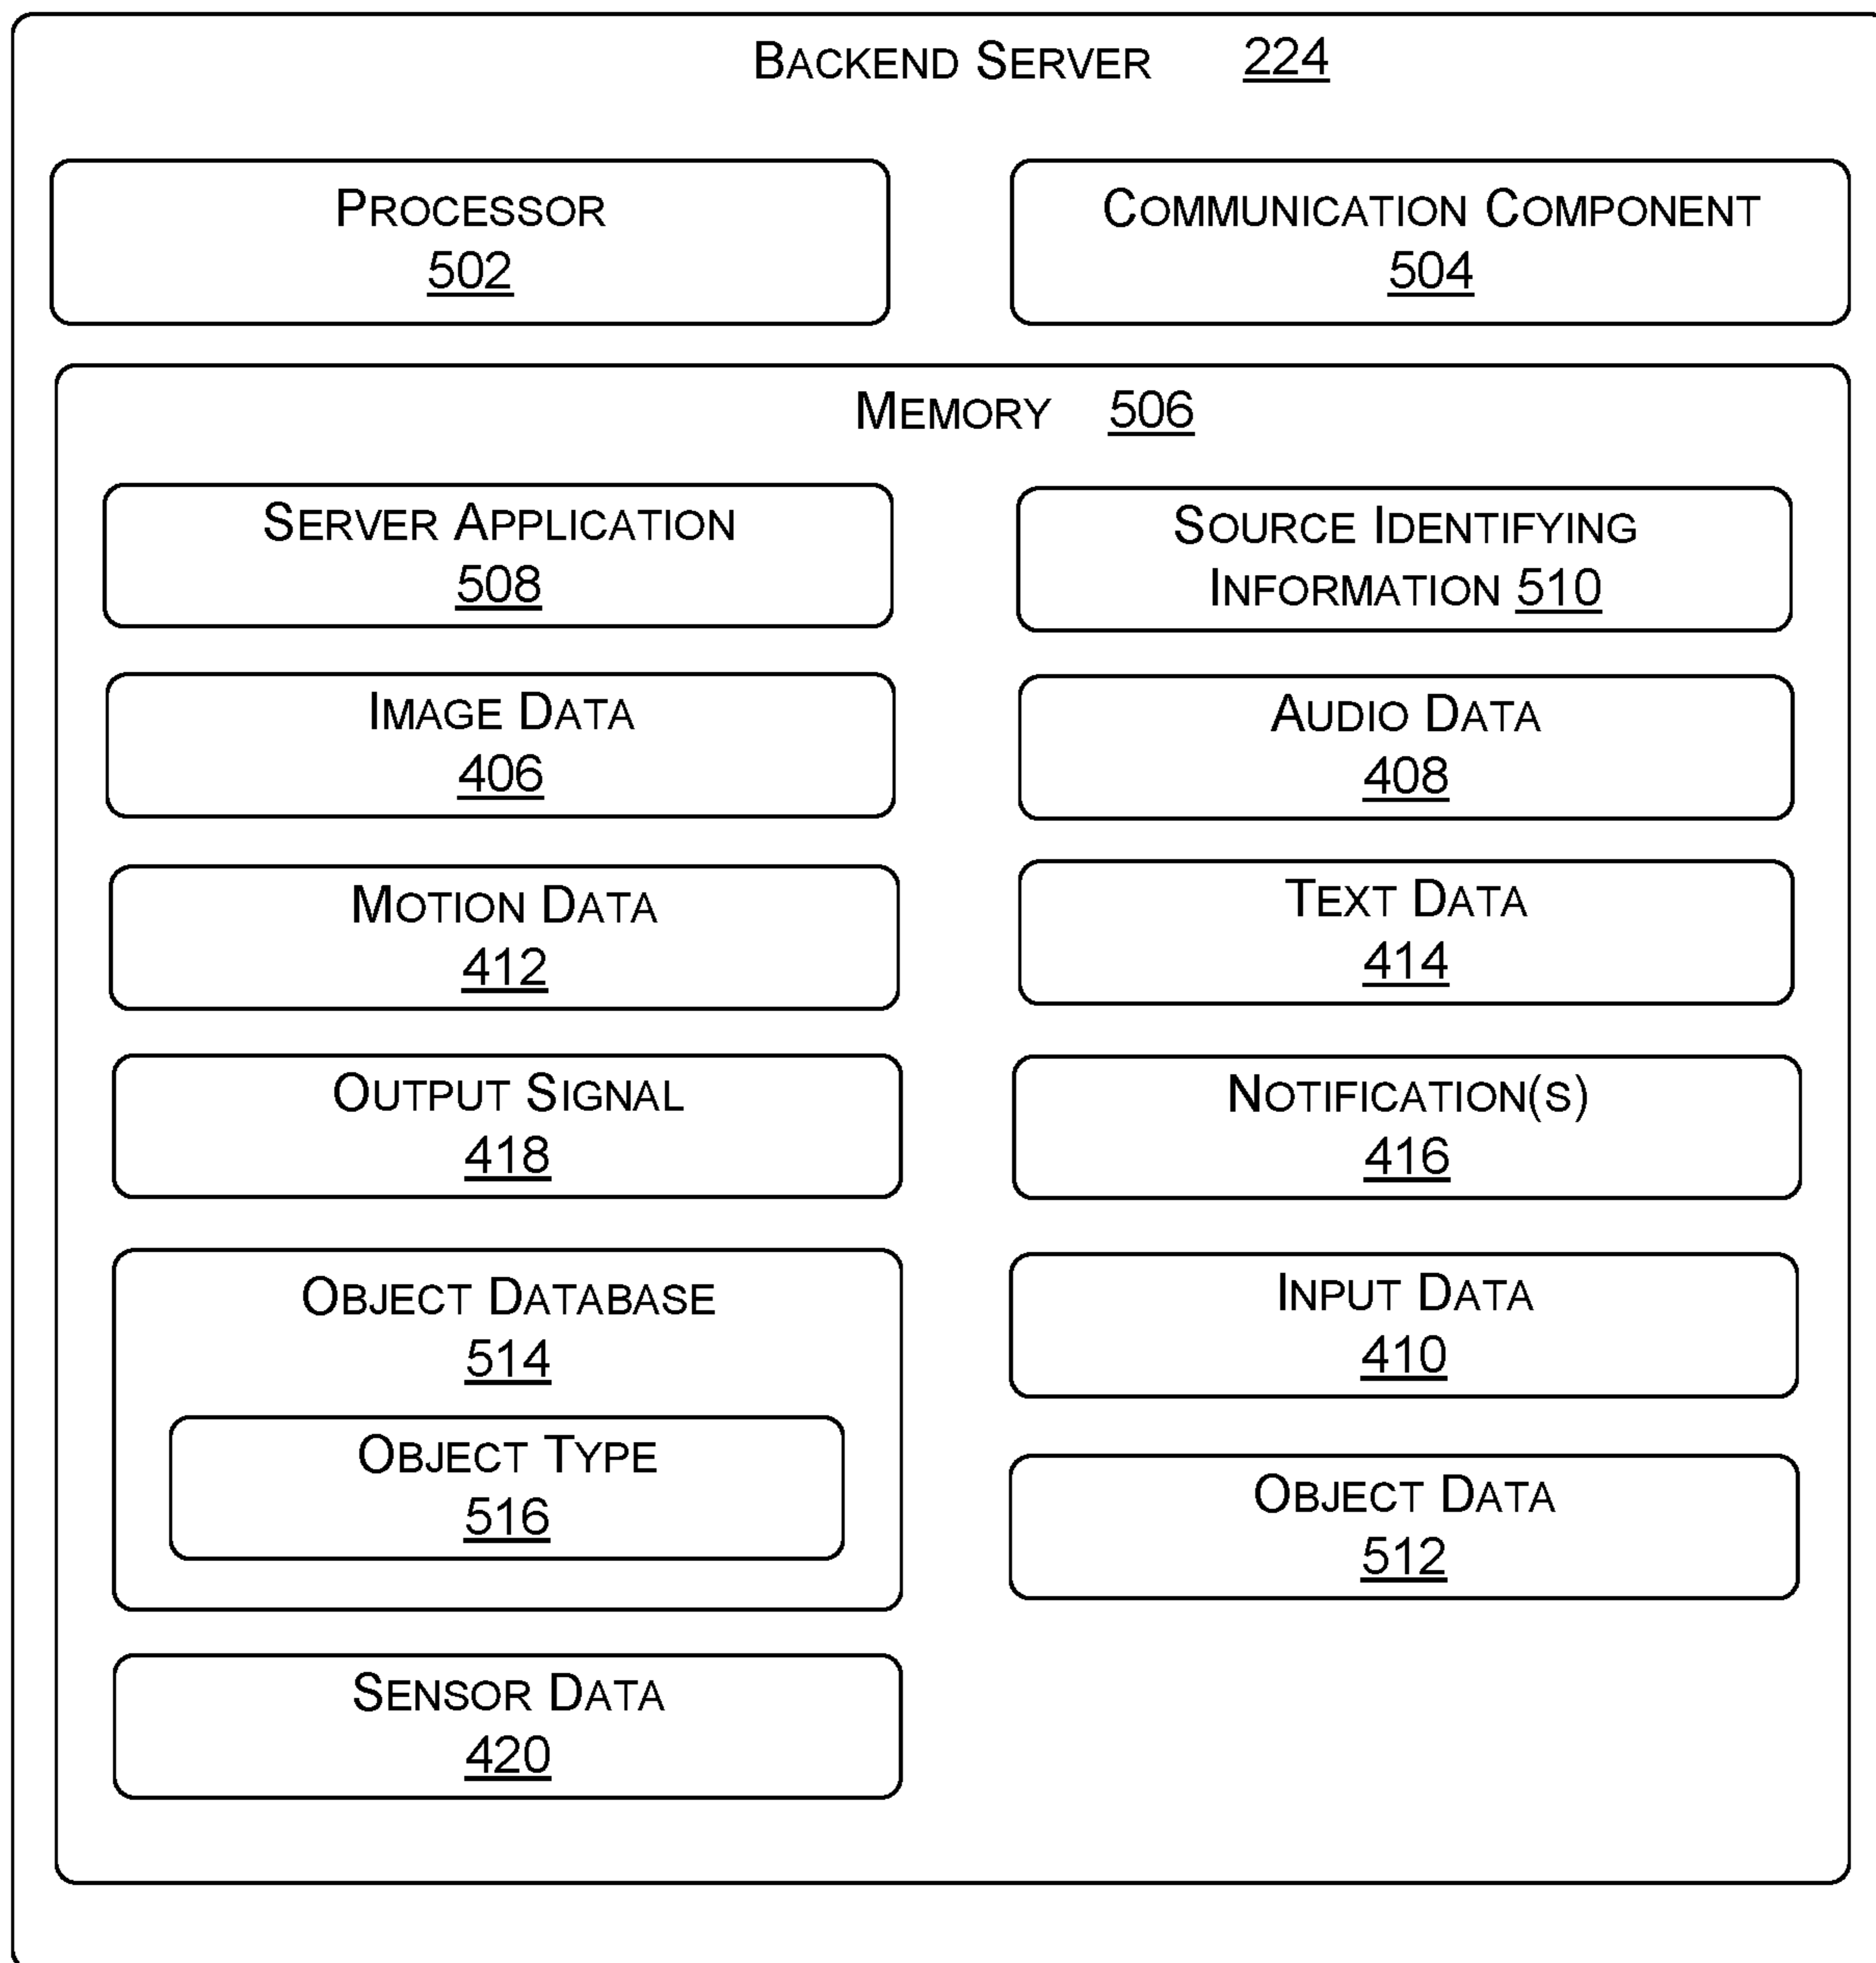 BACKEND SERVER 224
PROCESSOR
502
COMMUNICATION COMPONENT
504
MEMORY 506
SERVER APPLICATION
508
SOURCE IDENTIFYING
INFORMATION 510
IMAGE DATA
406
AUDIO DATA
408
MOTION DATA
412
TEXT DATA
414
OUTPUT SIGNAL
418
NOTIFICATION(S)
416
OBJECT DATABASE
514
OBJECT TYPE
516
INPUT DATA
410
OBJECT DATA
512
SENSOR DATA
420